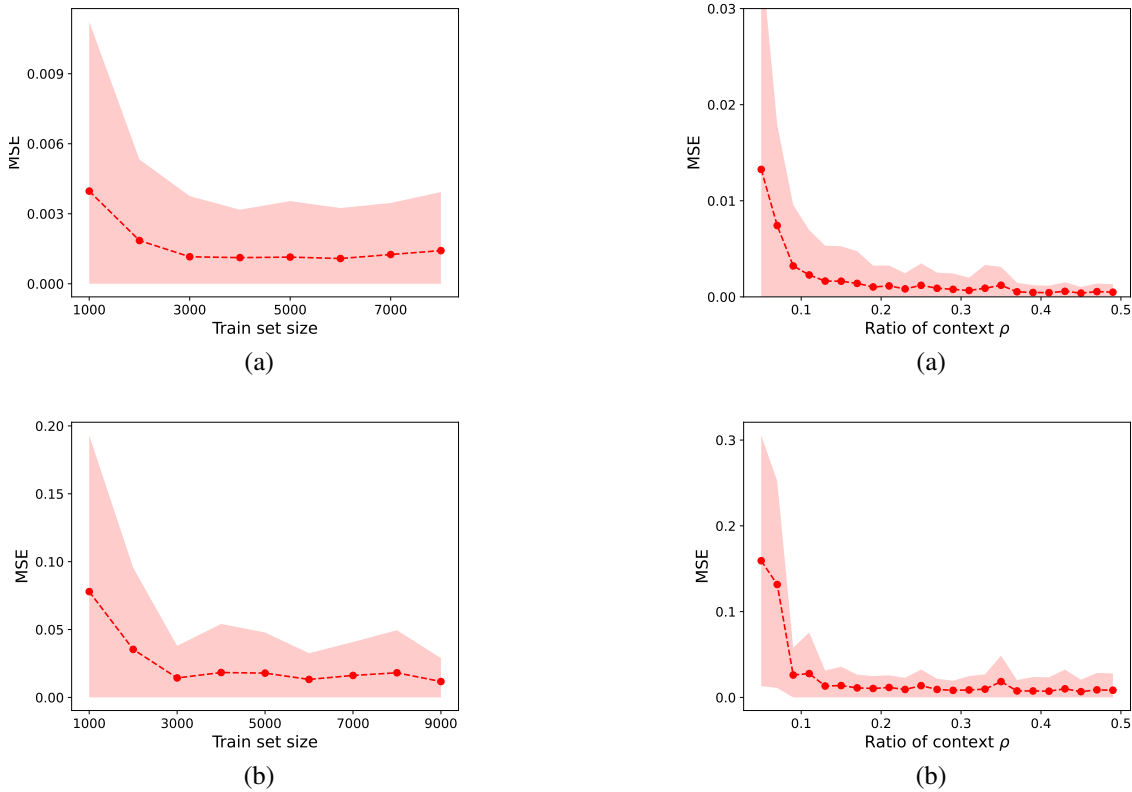 0.009
0.006
0.003
0.000
MSE
1000 3000 5000 7000
Train set size
(a)
0.03
0.02
0.01
0.00
MSE
0.1 0.2 0.3 0.4 0.5
Ratio of context ρ
(a)
0.20
0.15
0.10
0.05
0.00
MSE
1000 3000 5000 7000 9000
Train set size
(b)
0.3
0.2
0.1
0.0
MSE
0.1 0.2 0.3 0.4 0.5
Ratio of context ρ
(b)